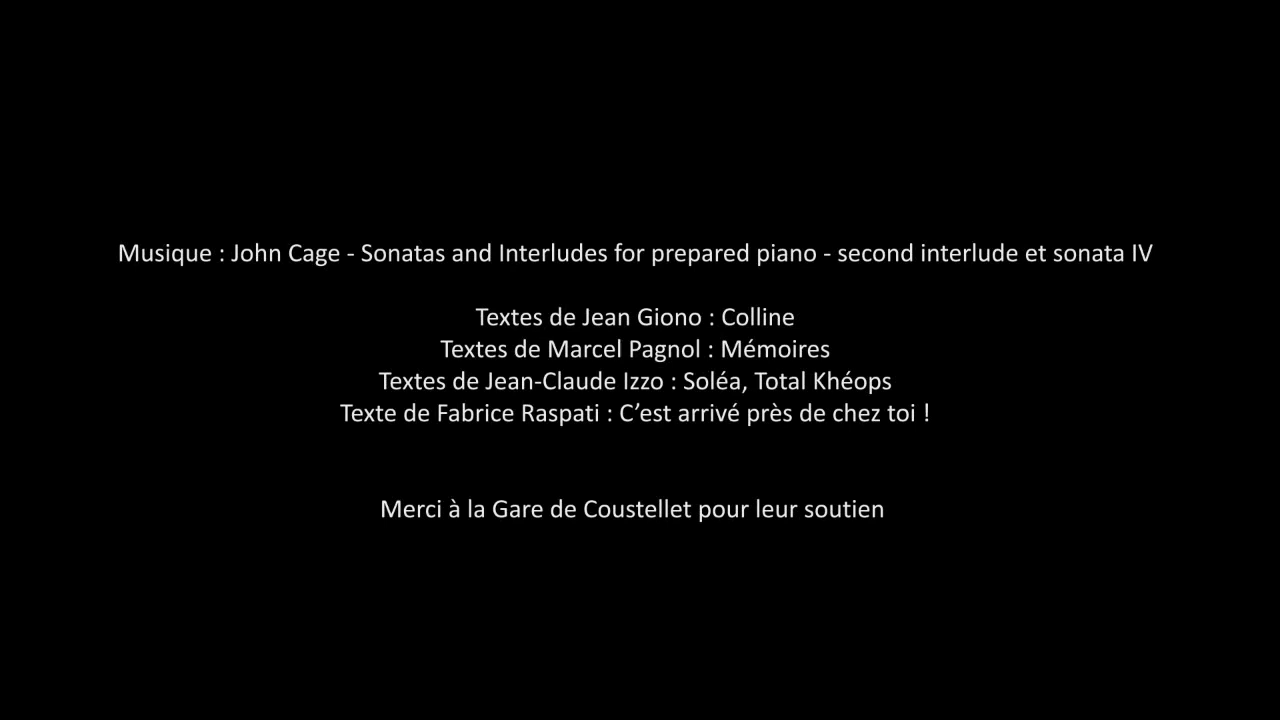 Musique : John Cage - Sonatas and Interludes for prepared piano - second interlude et sonata IV
Textes de Jean Giono : Colline
Textes de Marcel Pagnol : Mémoires
Textes de Jean-Claude Izzo : Soléa, Total Khéops
Texte de Fabrice Raspati : C’est arrivé près de chez toi !
Merci à la Gare de Coustellet pour leur soutien